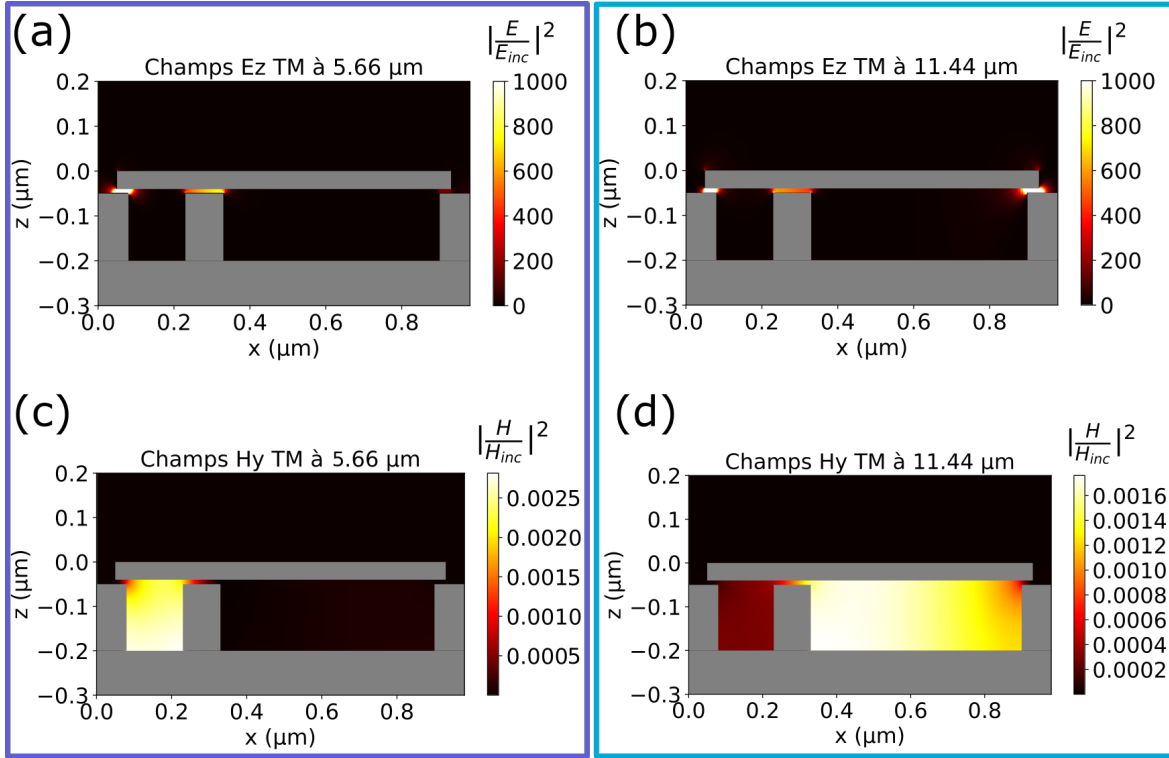 (a)
|E/E_inc|²
Champs Ez TM à 5.66 µm
0.2
0.1
0.0
−0.1
−0.2
−0.3
z (µm)
0.0 0.2 0.4 0.6 0.8
x (µm)
1000
800
600
400
200
0
(b)
|E/E_inc|²
Champs Ez TM à 11.44 µm
0.2
0.1
0.0
−0.1
−0.2
−0.3
z (µm)
0.0 0.2 0.4 0.6 0.8
x (µm)
1000
800
600
400
200
0
(c)
|H/H_inc|²
Champs Hy TM à 5.66 µm
0.2
0.1
0.0
−0.1
−0.2
−0.3
z (µm)
0.0 0.2 0.4 0.6 0.8
x (µm)
0.0025
0.0020
0.0015
0.0010
0.0005
(d)
|H/H_inc|²
Champs Hy TM à 11.44 µm
0.2
0.1
0.0
−0.1
−0.2
−0.3
z (µm)
0.0 0.2 0.4 0.6 0.8
x (µm)
0.0016
0.0014
0.0012
0.0010
0.0008
0.0006
0.0004
0.0002